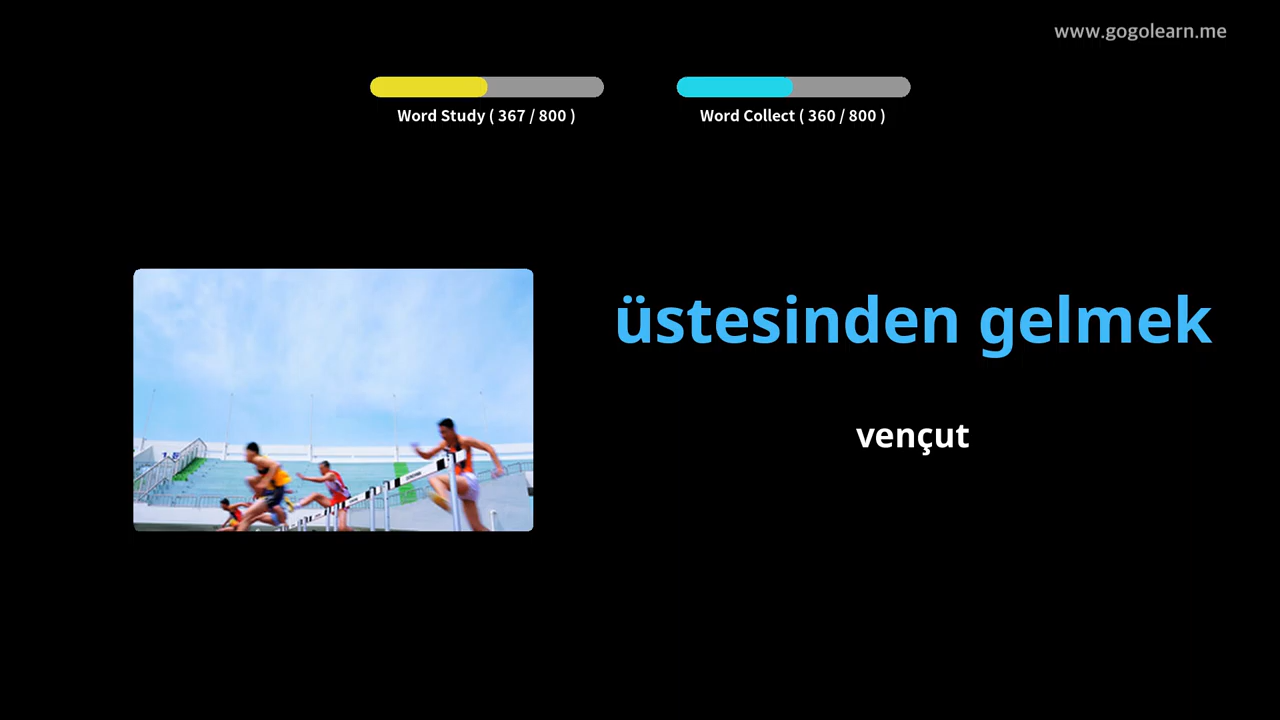 www.gogolearn.me
Word Study ( 367 / 800 )
Word Collect ( 360 / 800 )
üstesinden gelmek
vençut